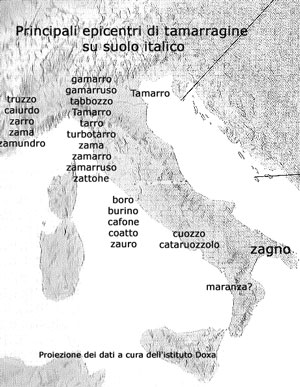 Principali epicentri di tamarragine
su suolo italico
gamarro
gamarruso
tabbozzo
Tamarro
tarro
turbotarro
zama
zamarro
zamarruso
zattone
Tamarro
truzzo
caiurdo
zarro
zama
zamundro
boro
burino
cafone
coatto
zauro
cuozzo
cataruozzolo
zagno
maranza?
Proiezione dei dati a cura dell'istituto Doxa